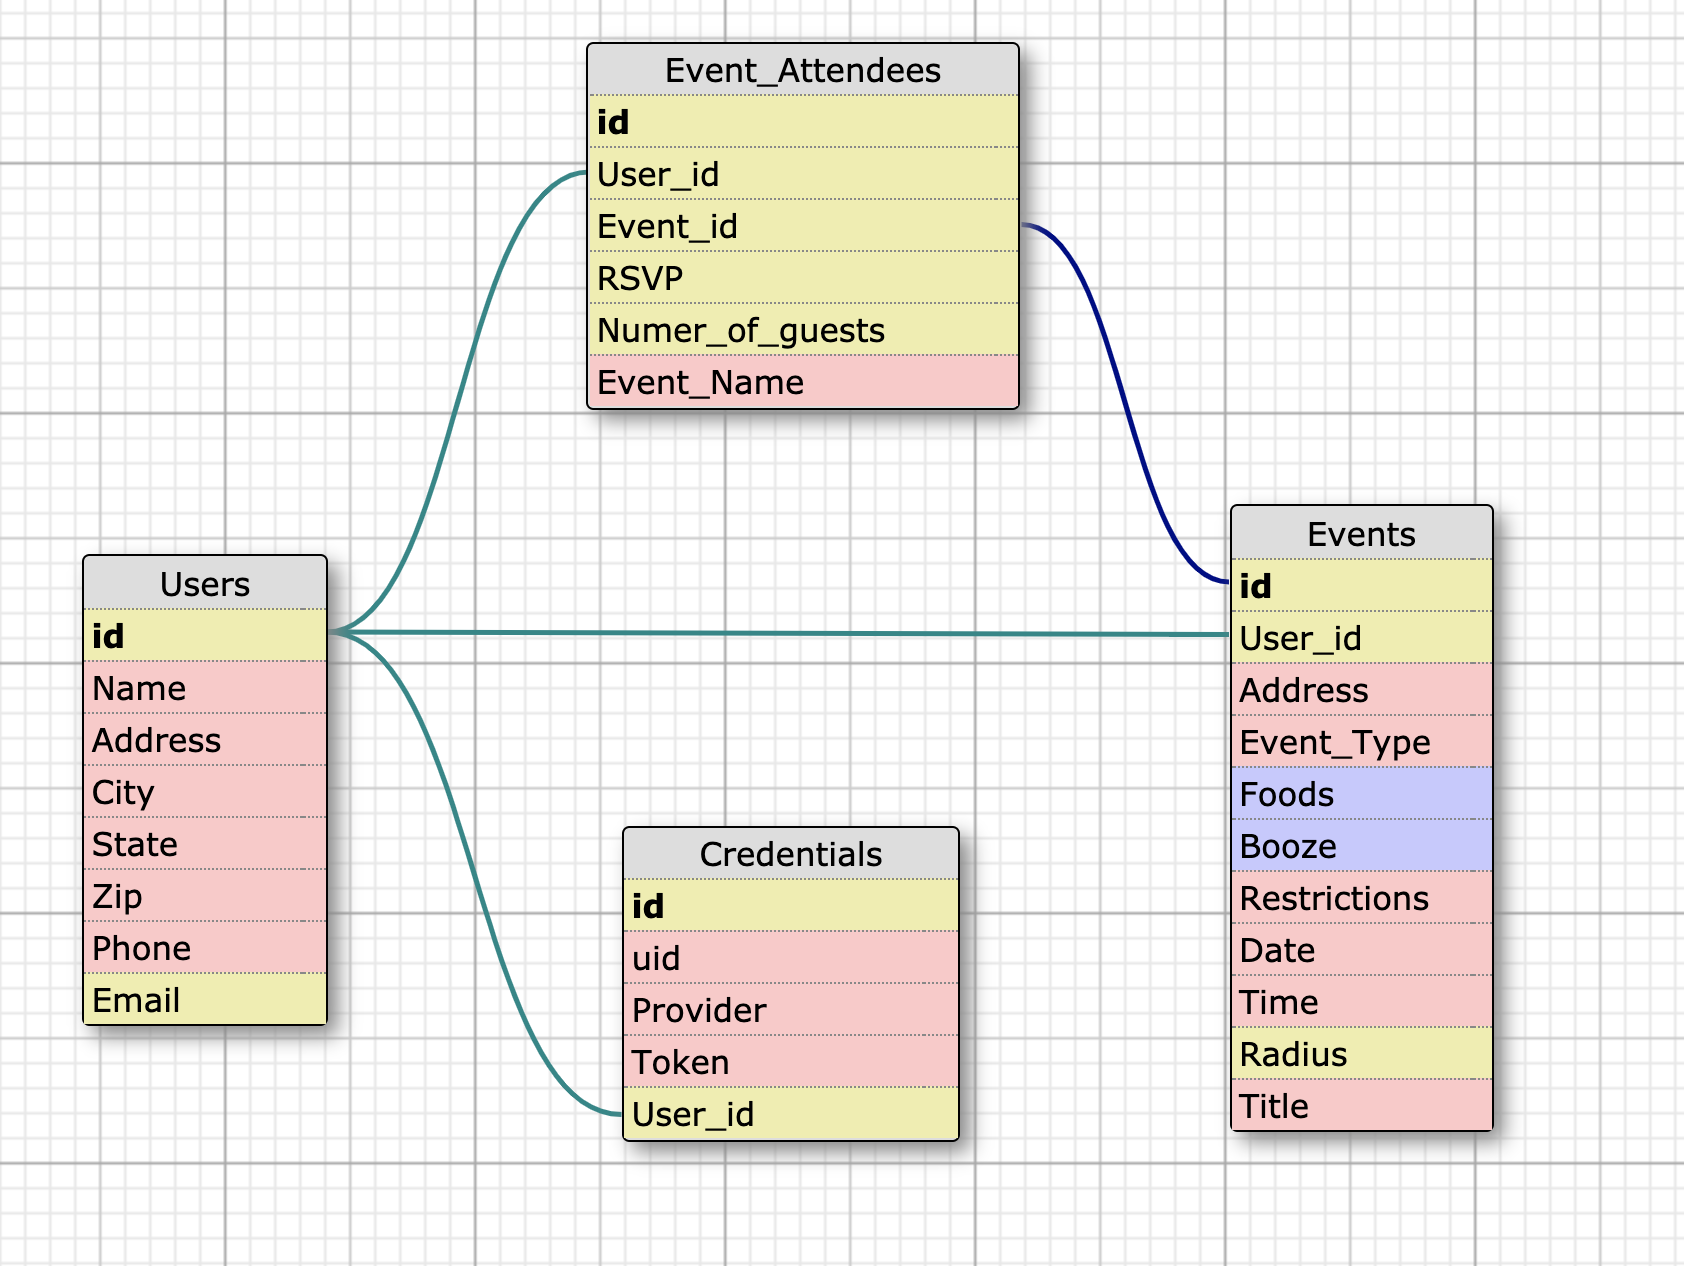 Event_Attendees
id
User_id
Event_id
RSVP
Numer_of_guests
Event_Name
Users
id
Name
Address
City
State
Zip
Phone
Email
Credentials
id
uid
Provider
Token
User_id
Events
id
User_id
Address
Event_Type
Foods
Booze
Restrictions
Date
Time
Radius
Title